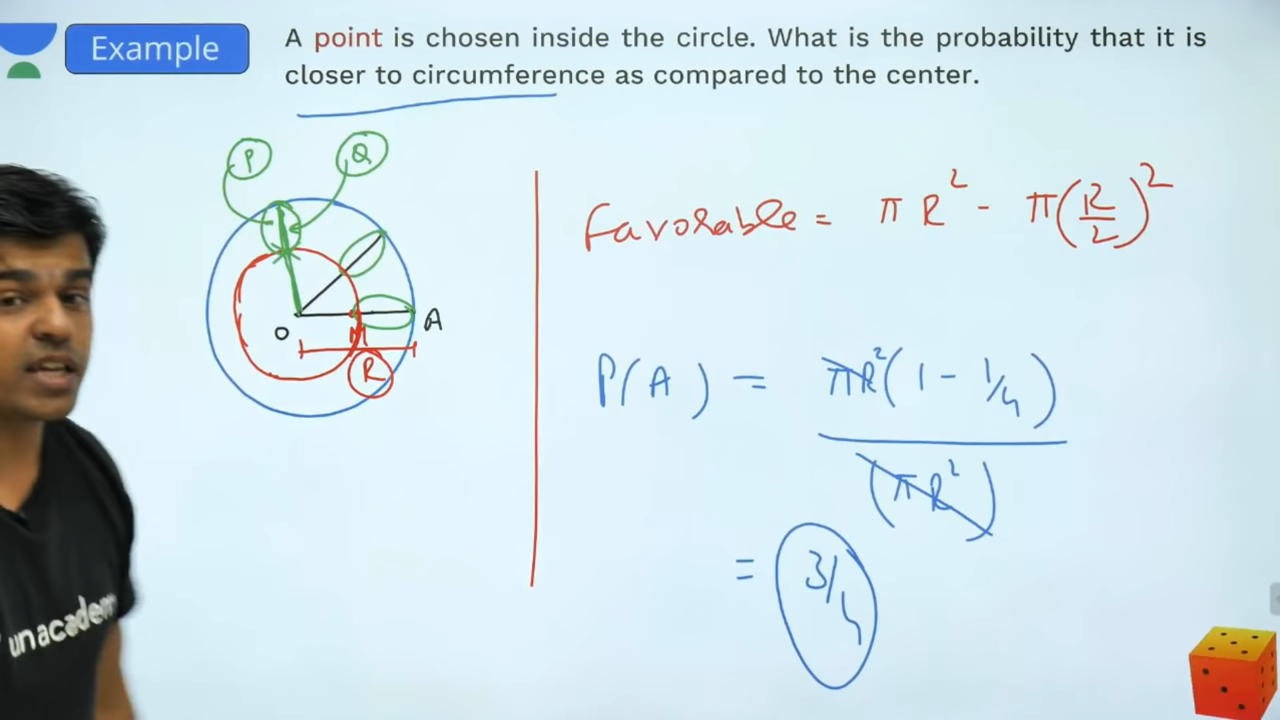 Example
A point is chosen inside the circle. What is the probability that it is
closer to circumference as compared to the center.
P
Q
O
M
A
R
Favorable = πR² - π(R/2)²
P(A) = πR²(1 - 1/4)
(πR²)
= 3/4
unacadem